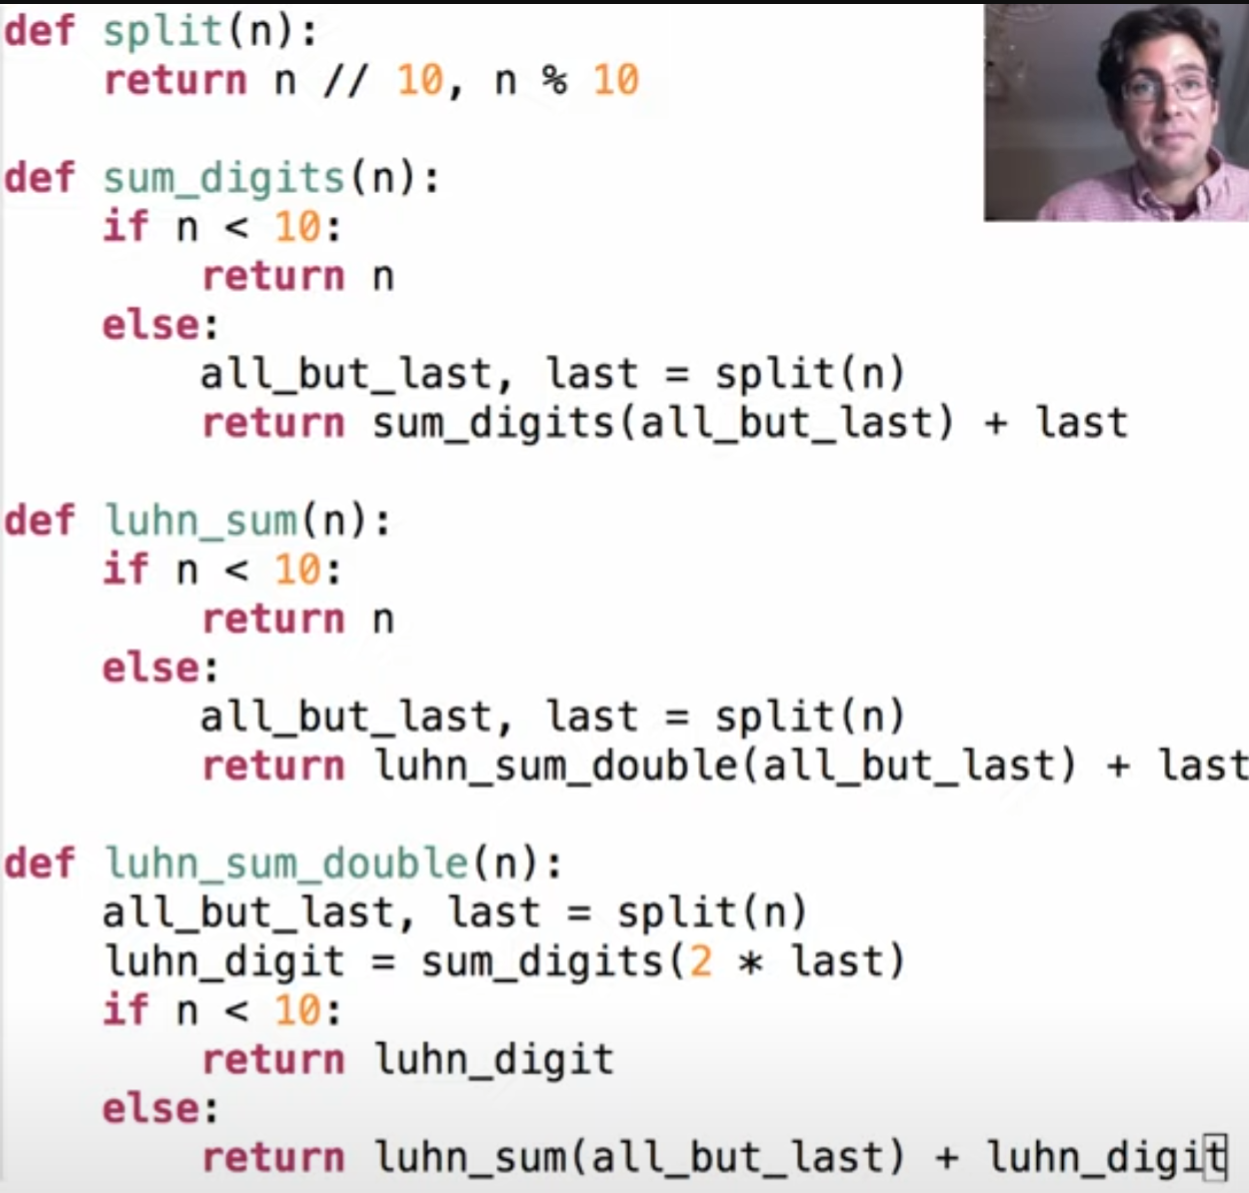 def split(n):
    return n // 10, n % 10

def sum_digits(n):
    if n < 10:
        return n
    else:
        all_but_last, last = split(n)
        return sum_digits(all_but_last) + last

def luhn_sum(n):
    if n < 10:
        return n
    else:
        all_but_last, last = split(n)
        return luhn_sum_double(all_but_last) + last

def luhn_sum_double(n):
    all_but_last, last = split(n)
    luhn_digit = sum_digits(2 * last)
    if n < 10:
        return luhn_digit
    else:
        return luhn_sum(all_but_last) + luhn_digit